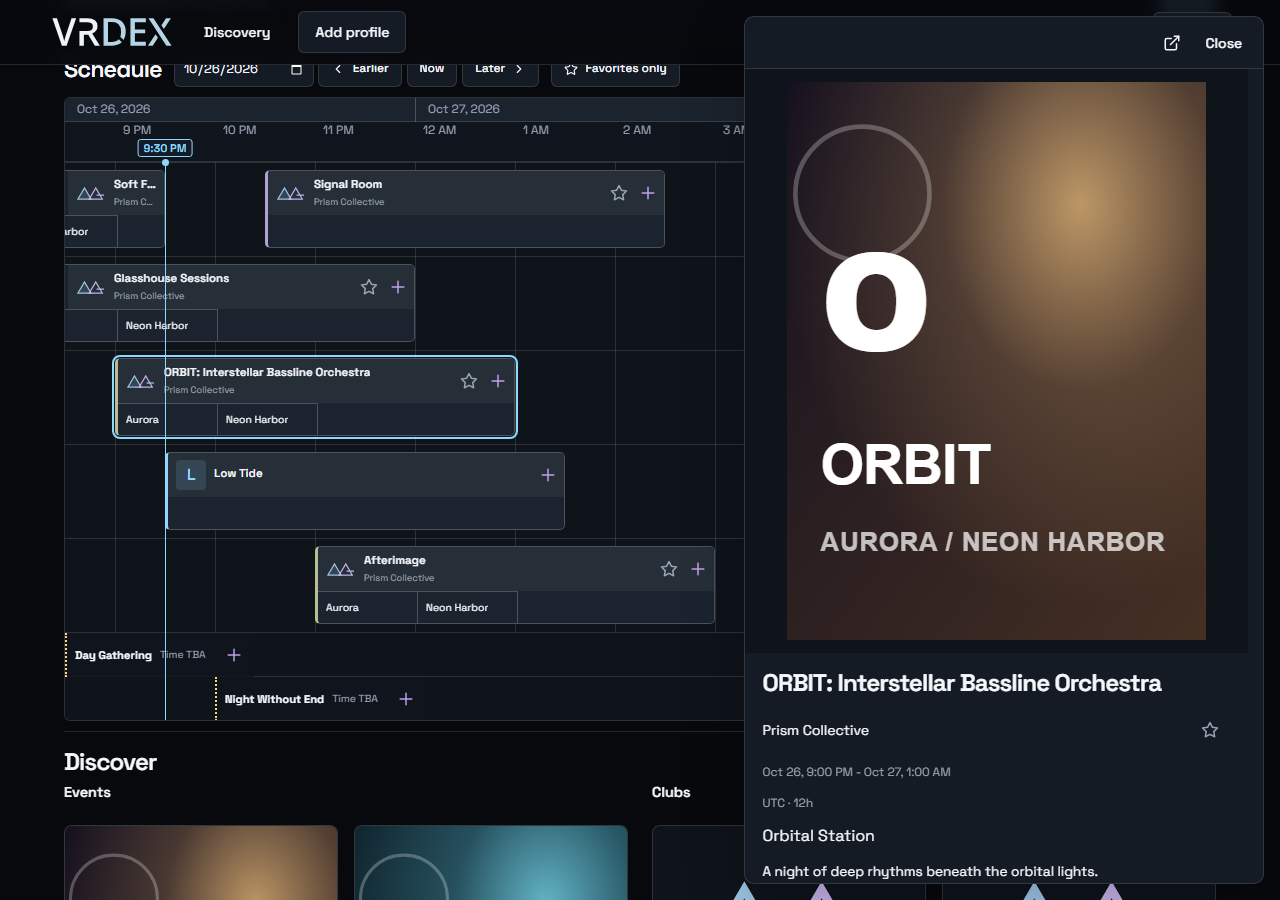 VRDEX
Discovery
Add profile
Close
Schedule
10/26/2026
Earlier
Now
Later
Favorites only
Oct 26, 2026
Oct 27, 2026
9 PM
10 PM
11 PM
12 AM
1 AM
2 AM
9:30 PM
Soft F...
Prism C...
Signal Room
Prism Collective
Glasshouse Sessions
Prism Collective
Neon Harbor
ORBIT: Interstellar Bassline Orchestra
Prism Collective
Aurora
Neon Harbor
L
Low Tide
Afterimage
Prism Collective
Aurora
Neon Harbor
Day Gathering
Time TBA
Night Without End
Time TBA
Discover
Events
Clubs
O
ORBIT
AURORA / NEON HARBOR
ORBIT: Interstellar Bassline Orchestra
Prism Collective
Oct 26, 9:00 PM - Oct 27, 1:00 AM
UTC · 12h
Orbital Station
A night of deep rhythms beneath the orbital lights.